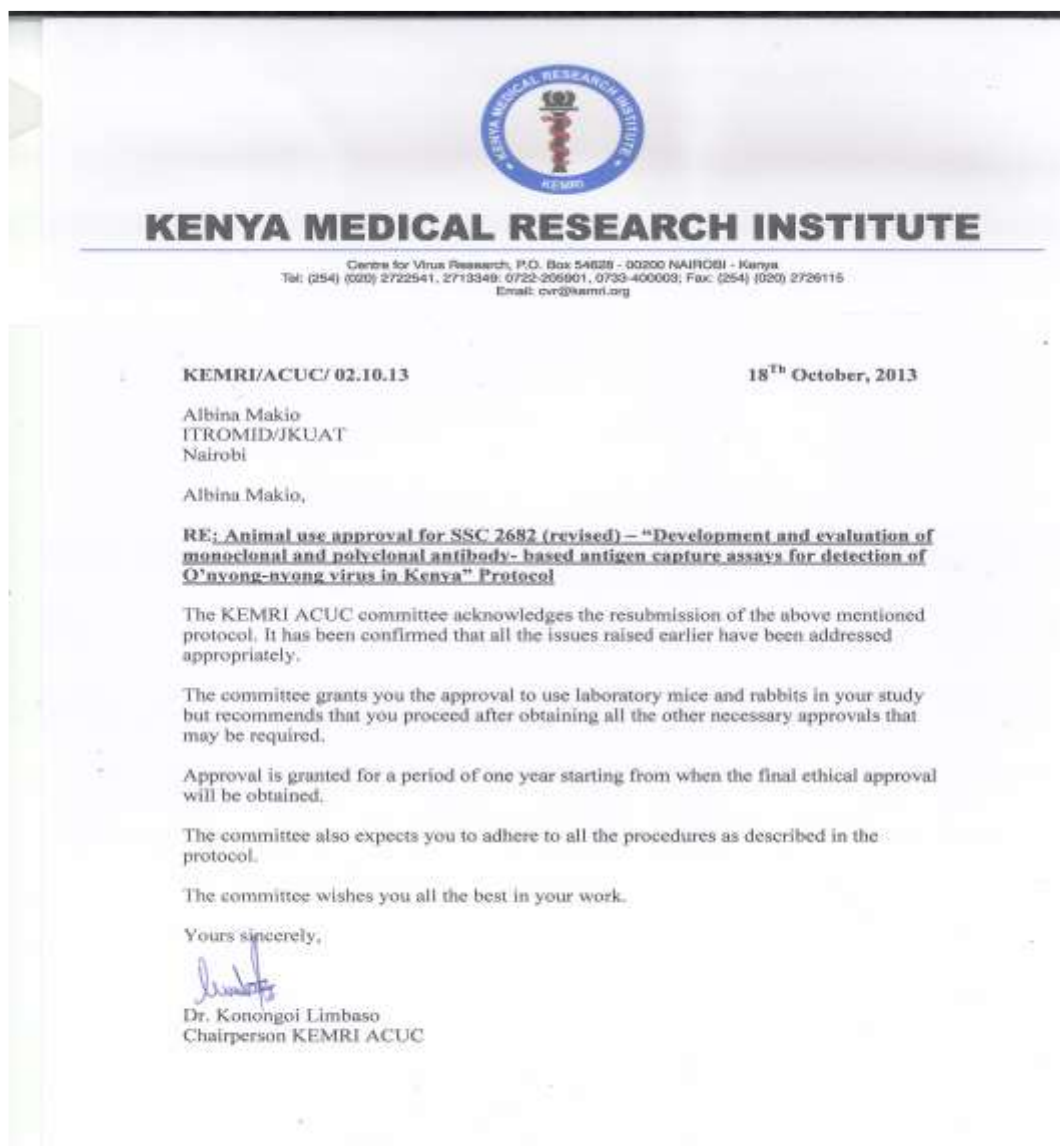 KENYA MEDICAL RESEARCH INSTITUTE
KEMRI
KENYA MEDICAL RESEARCH INSTITUTE
Centre for Virus Research, P.O. Box 54628 - 00200 NAIROBI - Kenya
Tel: (254) (020) 2722541, 2713349: 0722-205901, 0733-400003; Fax: (254) (020) 2726115
Email: cvr@kemri.org
KEMRI/ACUC/ 02.10.13 18Th October, 2013
Albina Makio
ITROMID/JKUAT
Nairobi
Albina Makio,
RE: Animal use approval for SSC 2682 (revised) – “Development and evaluation of
monoclonal and polyclonal antibody- based antigen capture assays for detection of
O’nyong-nyong virus in Kenya” Protocol
The KEMRI ACUC committee acknowledges the resubmission of the above mentioned
protocol. It has been confirmed that all the issues raised earlier have been addressed
appropriately.
The committee grants you the approval to use laboratory mice and rabbits in your study
but recommends that you proceed after obtaining all the other necessary approvals that
may be required.
Approval is granted for a period of one year starting from when the final ethical approval
will be obtained.
The committee also expects you to adhere to all the procedures as described in the
protocol.
The committee wishes you all the best in your work.
Yours sincerely,
Dr. Konongoi Limbaso
Chairperson KEMRI ACUC